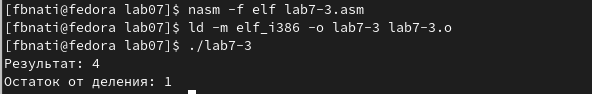 [fbnati@fedora lab07]$ nasm -f elf lab7-3.asm
[fbnati@fedora lab07]$ ld -m elf_i386 -o lab7-3 lab7-3.o
[fbnati@fedora lab07]$ ./lab7-3
Результат: 4
Остаток от деления: 1